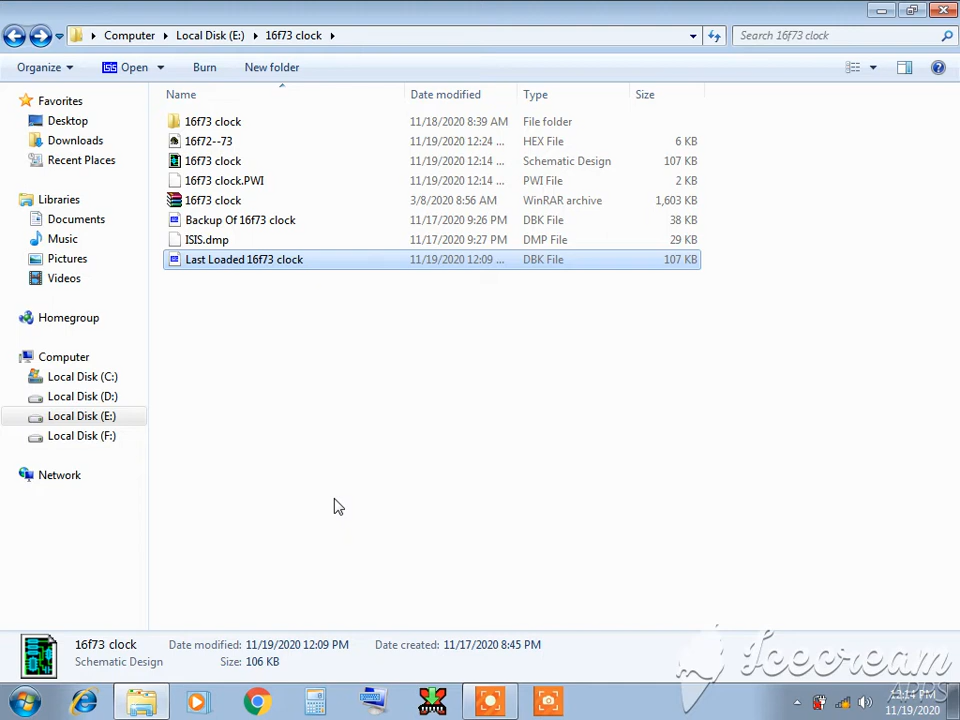 Computer Local Disk (E:) 16f73 clock
Search 16f73 clock
Organize Open Burn New folder
Name Date modified Type Size
16f73 clock 11/18/2020 8:39 AM File folder
16f72--73 11/19/2020 12:24 ... HEX File 6 KB
16f73 clock 11/19/2020 12:14 ... Schematic Design 107 KB
16f73 clock.PWI 11/19/2020 12:14 ... PWI File 2 KB
16f73 clock 3/8/2020 8:56 AM WinRAR archive 1,603 KB
Backup Of 16f73 clock 11/17/2020 9:26 PM DBK File 38 KB
ISIS.dmp 11/17/2020 9:27 PM DMP File 29 KB
Last Loaded 16f73 clock 11/19/2020 12:09 ... DBK File 107 KB
Favorites
Desktop
Downloads
Recent Places
Libraries
Documents
Music
Pictures
Videos
Homegroup
Computer
Local Disk (C:)
Local Disk (D:)
Local Disk (E:)
Local Disk (F:)
Network
16f73 clock Date modified: 11/19/2020 12:09 PM Date created: 11/17/2020 8:45 PM
Schematic Design Size: 106 KB
Icecream
APPS
12:14 PM
11/19/2020